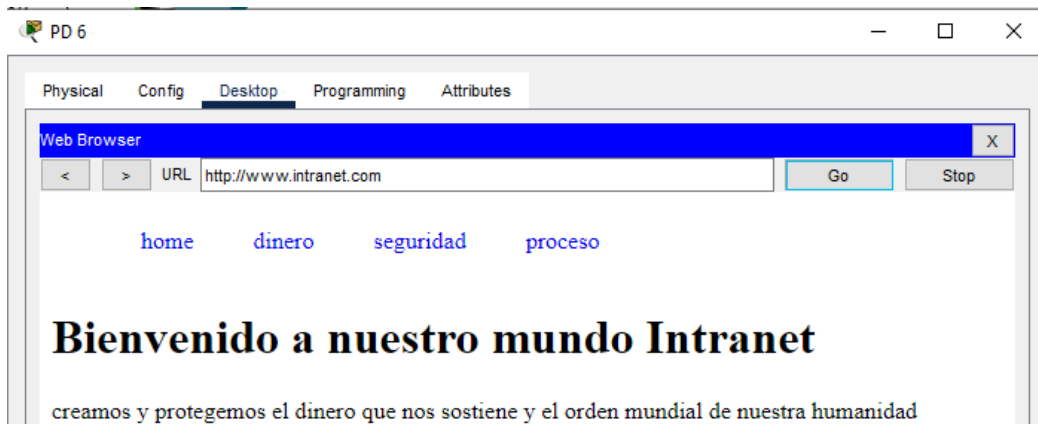 PD 6
Physical Config Desktop Programming Attributes
Web Browser X
< > URL http://www.intranet.com Go Stop
home dinero seguridad proceso
Bienvenido a nuestro mundo Intranet
creamos y protegemos el dinero que nos sostiene y el orden mundial de nuestra humanidad